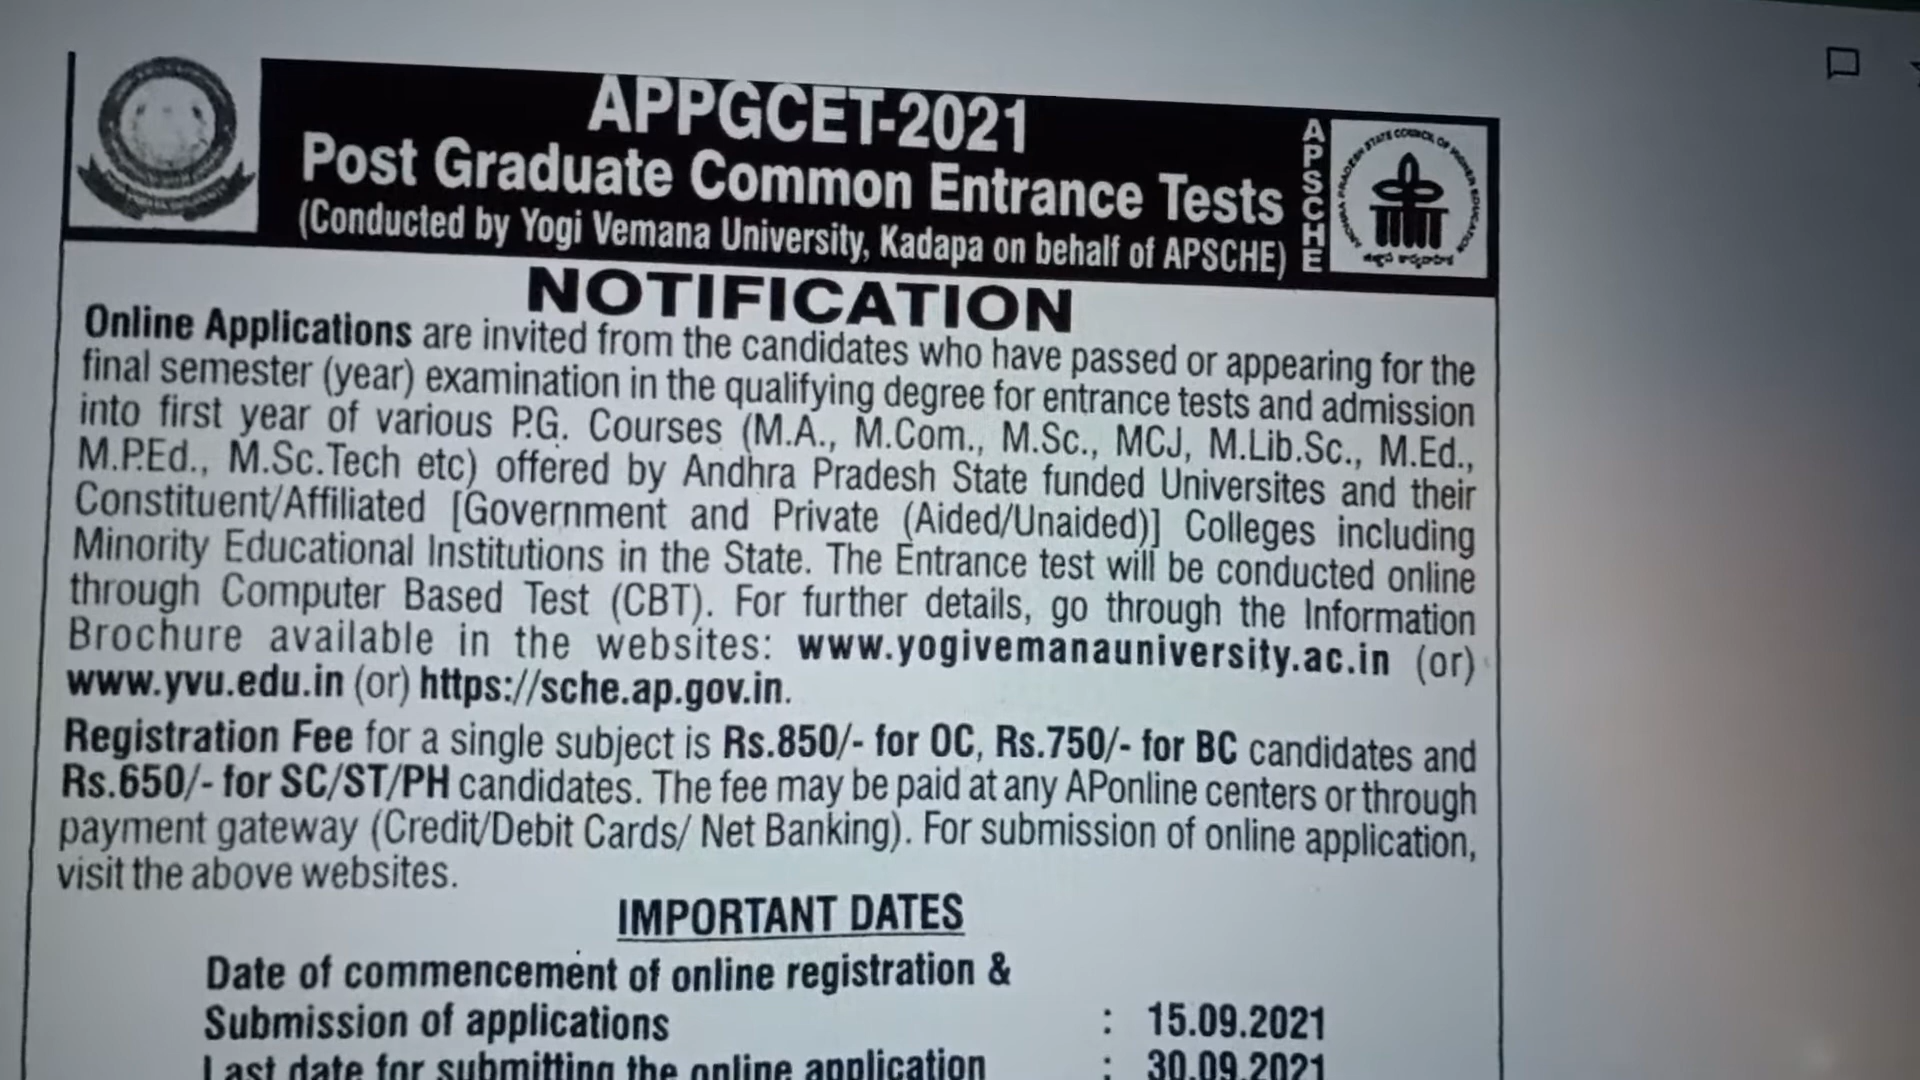 APPGCET-2021
Post Graduate Common Entrance Tests
(Conducted by Yogi Vemana University, Kadapa on behalf of APSCHE)
APSCHE
ANDHRA PRADESH STATE COUNCIL OF HIGHER EDUCATION
NOTIFICATION
Online Applications are invited from the candidates who have passed or appearing for the
final semester (year) examination in the qualifying degree for entrance tests and admission
into first year of various P.G. Courses (M.A., M.Com., M.Sc., MCJ, M.Lib.Sc., M.Ed.,
M.P.Ed., M.Sc.Tech etc) offered by Andhra Pradesh State funded Universites and their
Constituent/Affiliated [Government and Private (Aided/Unaided)] Colleges including
Minority Educational Institutions in the State. The Entrance test will be conducted online
through Computer Based Test (CBT). For further details, go through the Information
Brochure available in the websites: www.yogivemanauniversity.ac.in (or)
www.yvu.edu.in (or) https://sche.ap.gov.in.
Registration Fee for a single subject is Rs.850/- for OC, Rs.750/- for BC candidates and
Rs.650/- for SC/ST/PH candidates. The fee may be paid at any APonline centers or through
payment gateway (Credit/Debit Cards/ Net Banking). For submission of online application,
visit the above websites.
IMPORTANT DATES
Date of commencement of online registration &
Submission of applications : 15.09.2021
Last date for submitting the online application : 30.09.2021